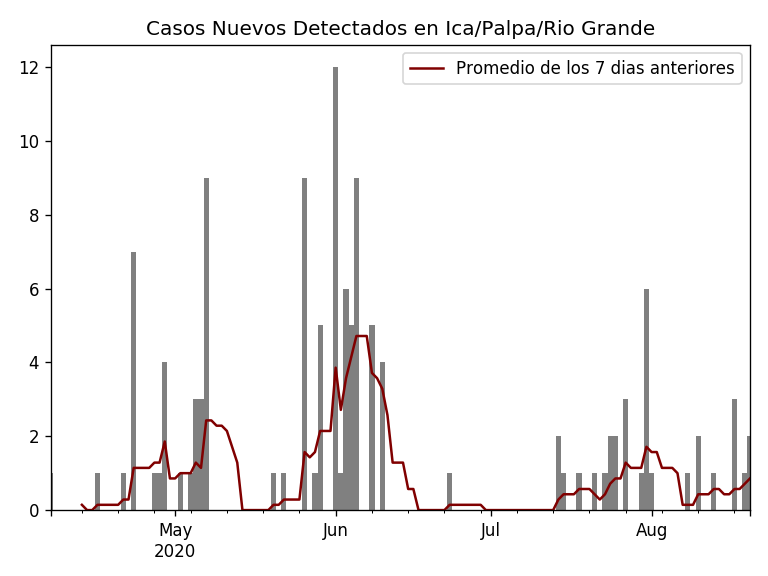 Casos Nuevos Detectados en Ica/Palpa/Rio Grande
Promedio de los 7 dias anteriores
12
10
8
6
4
2
0
May Jun Jul Aug
2020